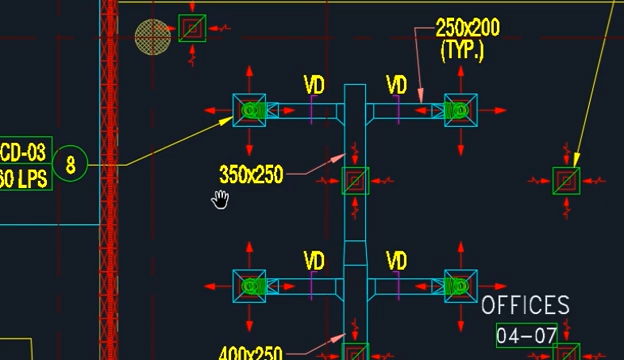 250x200
(TYP.)
VD
VD
CD-03
8
60 LPS
350x250
VD
VD
OFFICES
04-07
400x250